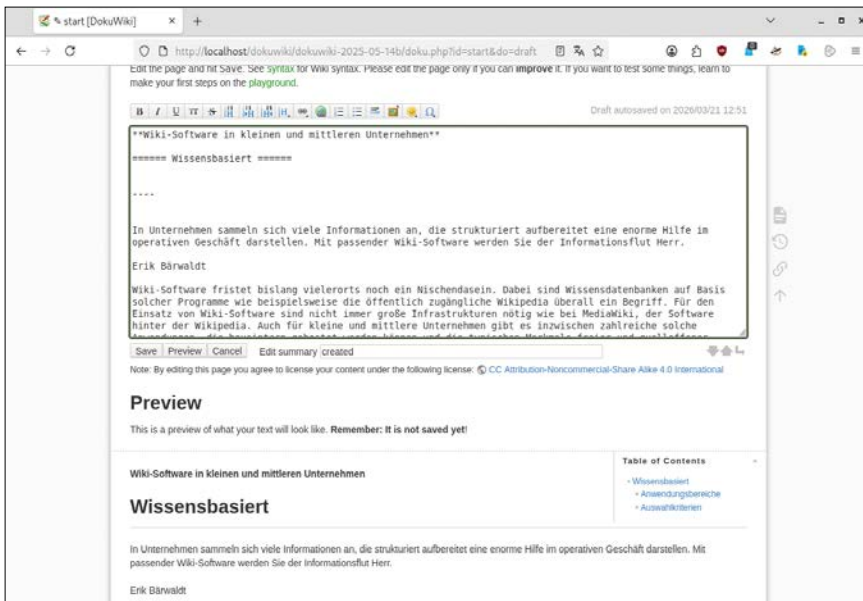 start [DokuWiki]
http://localhost/dokuwiki/dokuwiki-2025-05-14b/doku.php?id=start&do=draft
Edit the page and hit Save. See syntax for Wiki syntax. Please edit the page only if you can improve it. If you want to test some things, learn to
make your first steps on the playground.
Draft autosaved on 2026/03/21 12:51
**Wiki-Software in kleinen und mittleren Unternehmen**
====== Wissensbasiert ======
----
In Unternehmen sammeln sich viele Informationen an, die strukturiert aufbereitet eine enorme Hilfe im
operativen Geschäft darstellen. Mit passender Wiki-Software werden Sie der Informationsflut Herr.
Erik Bärwaldt
Wiki-Software fristet bislang vielerorts noch ein Nischendasein. Dabei sind Wissensdatenbanken auf Basis
solcher Programme wie beispielsweise die öffentlich zugängliche Wikipedia überall ein Begriff. Für den
Einsatz von Wiki-Software sind nicht immer große Infrastrukturen nötig wie bei MediaWiki, der Software
hinter der Wikipedia. Auch für kleine und mittlere Unternehmen gibt es inzwischen zahlreiche solche
Save Preview Cancel Edit summary created
Note: By editing this page you agree to license your content under the following license: CC Attribution-Noncommercial-Share Alike 4.0 International
Preview
This is a preview of what your text will look like. Remember: It is not saved yet!
Table of Contents
Wissensbasiert
Anwendungsbereiche
Auswahlkriterien
Wiki-Software in kleinen und mittleren Unternehmen
Wissensbasiert
In Unternehmen sammeln sich viele Informationen an, die strukturiert aufbereitet eine enorme Hilfe im operativen Geschäft darstellen. Mit
passender Wiki-Software werden Sie der Informationsflut Herr.
Erik Bärwaldt